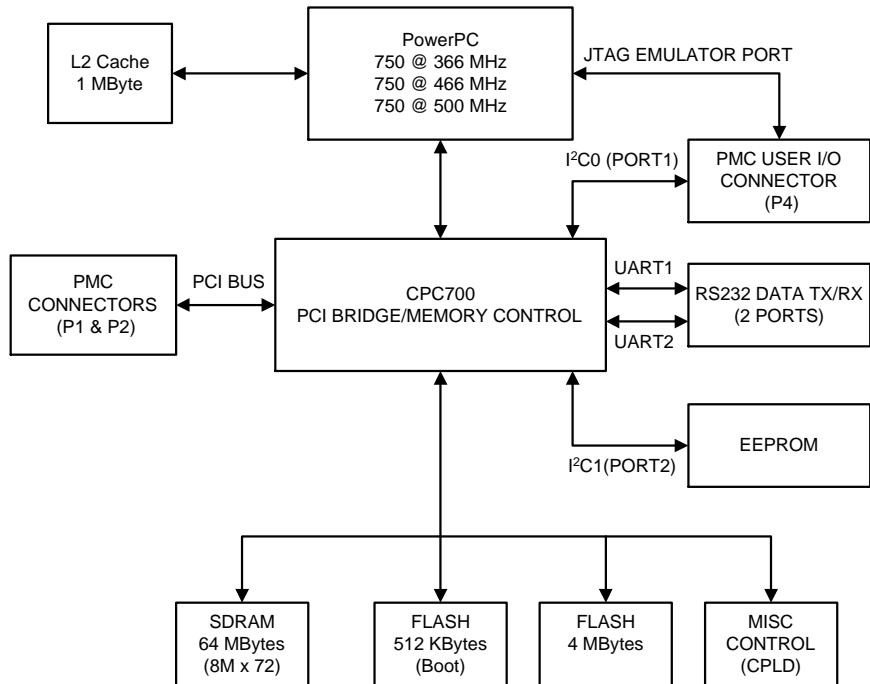 L2 Cache
1 MByte
PowerPC
750 @ 366 MHz
750 @ 466 MHz
750 @ 500 MHz
JTAG EMULATOR PORT
I²C0 (PORT1)
PMC USER I/O
CONNECTOR
(P4)
PMC
CONNECTORS
(P1 & P2)
PCI BUS
CPC700
PCI BRIDGE/MEMORY CONTROL
UART1
UART2
RS232 DATA TX/RX
(2 PORTS)
I²C1(PORT2)
EEPROM
SDRAM
64 MBytes
(8M x 72)
FLASH
512 KBytes
(Boot)
FLASH
4 MBytes
MISC
CONTROL
(CPLD)